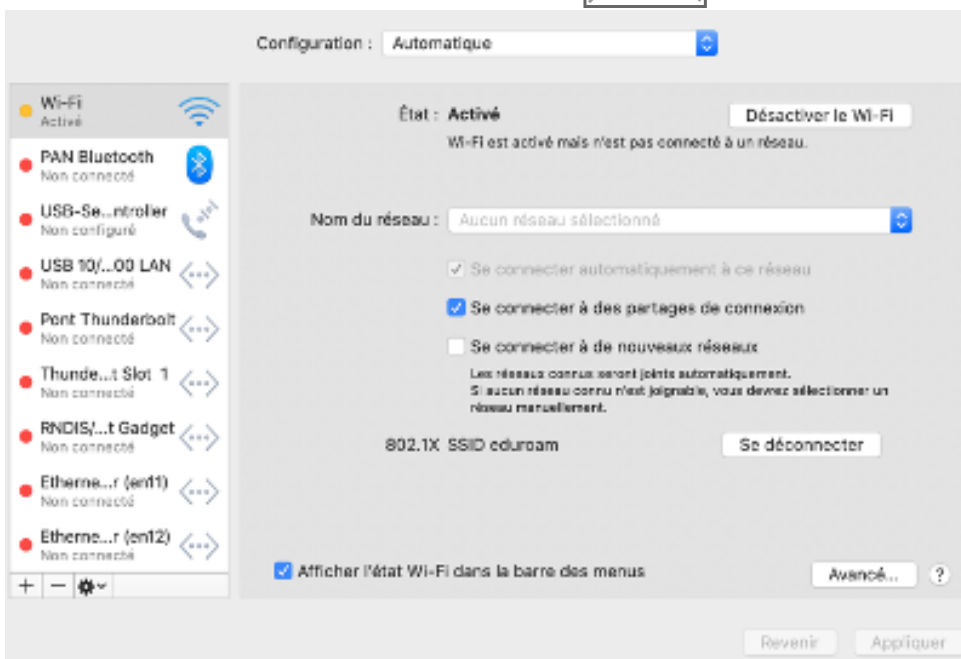 Configuration : Automatique
Wi-Fi
Activé
PAN Bluetooth
Non connecté
USB-Se...ntroller
Non configuré
USB 10/...00 LAN
Non connecté
Pont Thunderbolt
Non connecté
Thunde...t Slot 1
Non connecté
RNDIS/...t Gadget
Non connecté
Etherne...r (en11)
Non connecté
Etherne...r (en12)
Non connecté
État : Activé
Désactiver le Wi-Fi
Wi-Fi est activé mais n'est pas connecté à un réseau.
Nom du réseau : Aucun réseau sélectionné
Se connecter automatiquement à ce réseau
Se connecter à des partages de connexion
Se connecter à de nouveaux réseaux
Les réseaux connus seront joints automatiquement.
Si aucun réseau connu n'est joignable, vous devrez sélectionner un
réseau manuellement.
802.1X SSID eduroam
Se déconnecter
Afficher l'état Wi-Fi dans la barre des menus
Avancé... ?
Revenir
Appliquer